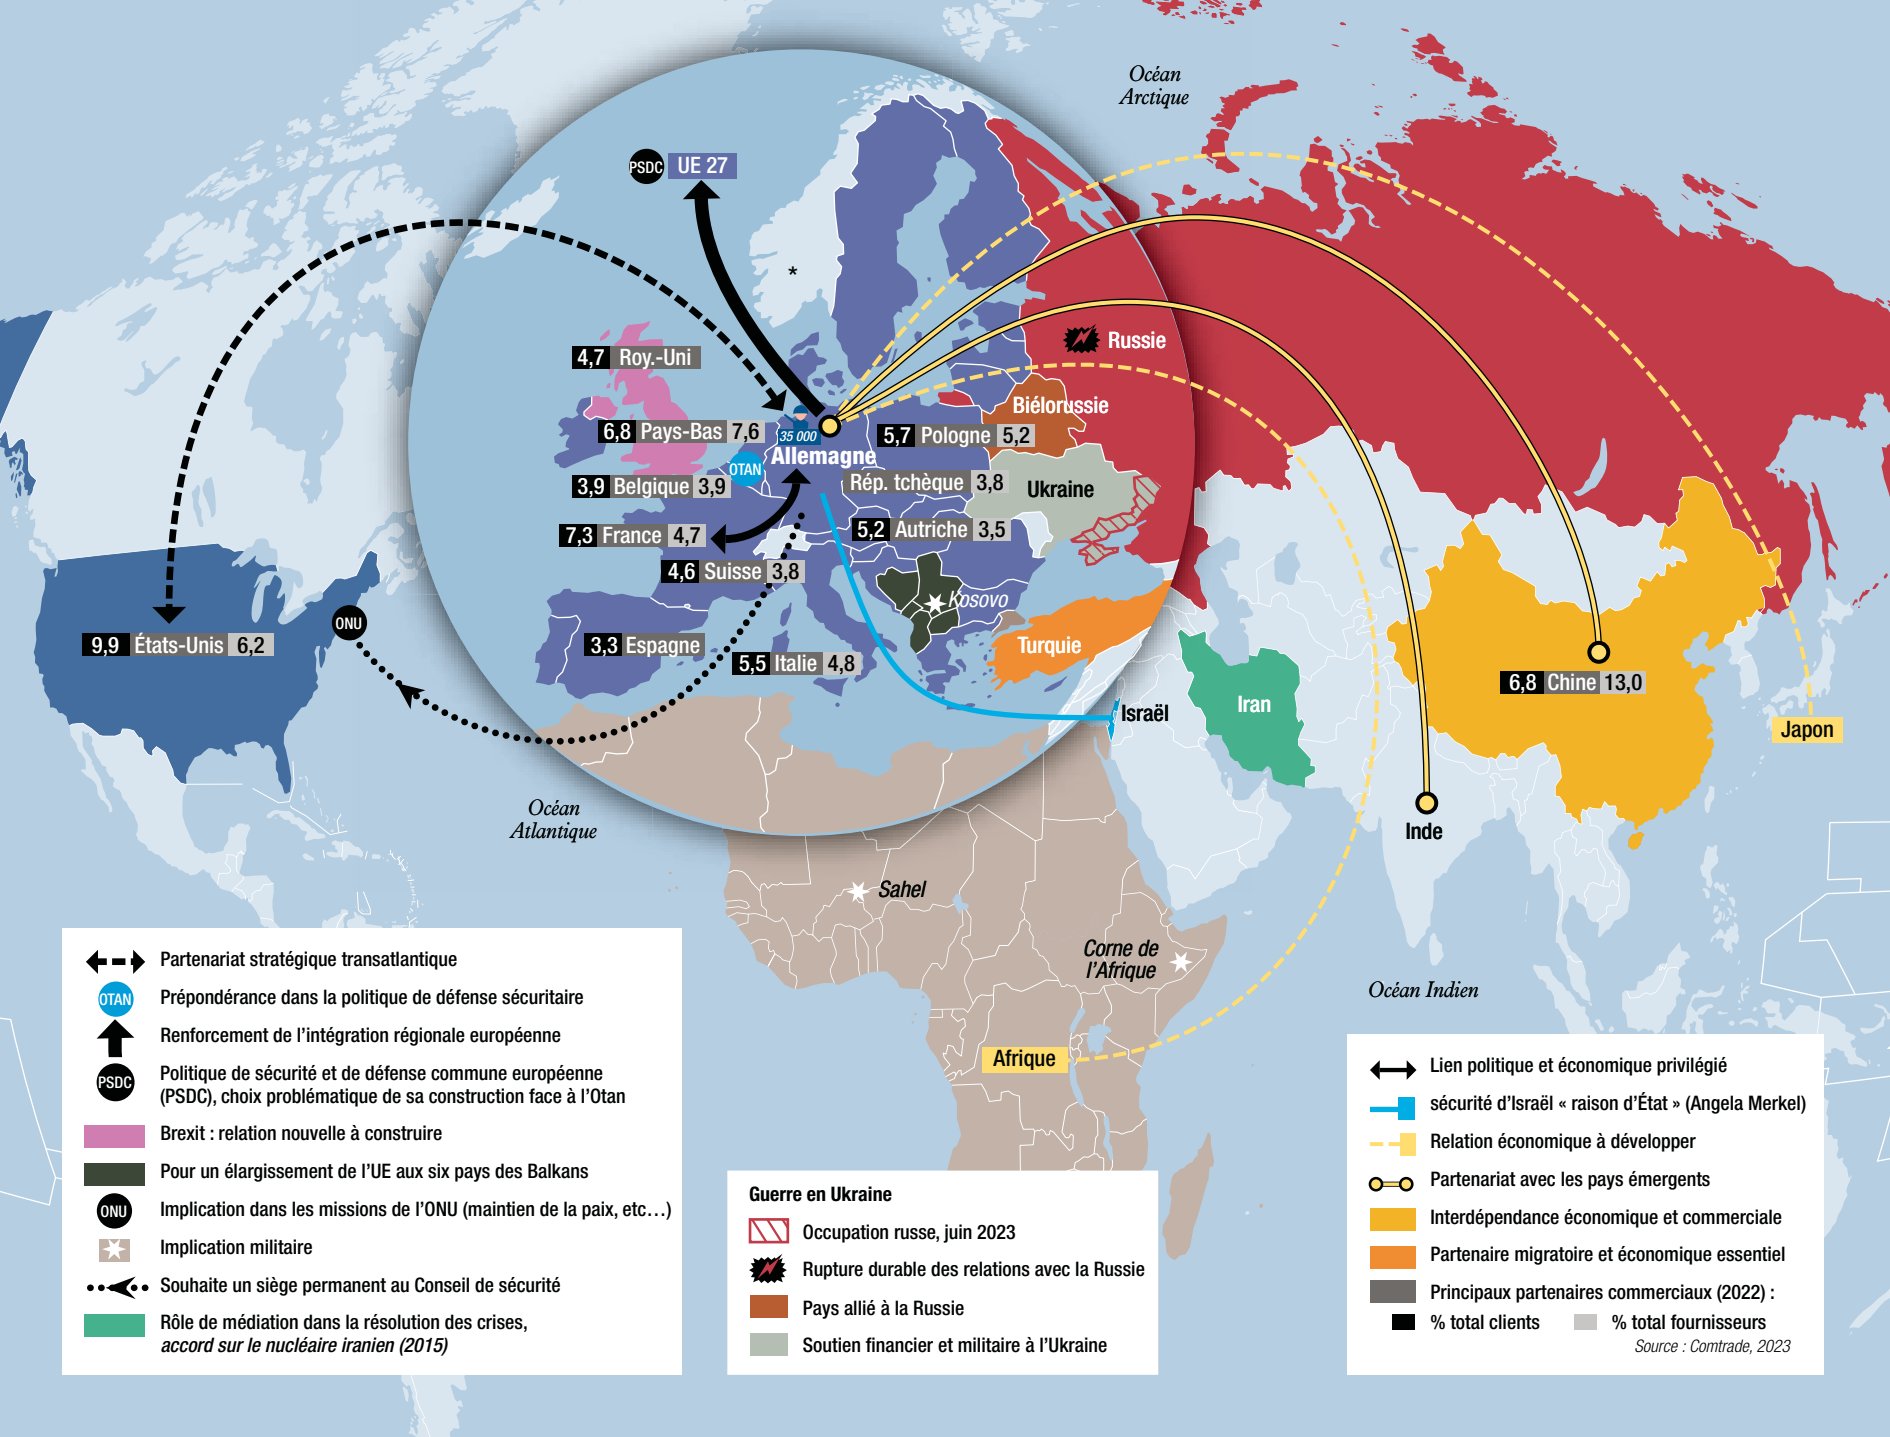 Océan
Arctique
PSDC UE 27
*
Russie
4,7 Roy.-Uni
Biélorussie
6,8 Pays-Bas 7,6
35 000
5,7 Pologne 5,2
Allemagne
OTAN
3,9 Belgique 3,9
Rép. tchèque 3,8
Ukraine
7,3 France 4,7
5,2 Autriche 3,5
4,6 Suisse 3,8
Kosovo
ONU
9,9 États-Unis 6,2
3,3 Espagne
5,5 Italie 4,8
Turquie
Israël
Iran
6,8 Chine 13,0
Japon
Océan
Atlantique
Inde
Sahel
Corne de
l'Afrique
Océan Indien
Afrique
Partenariat stratégique transatlantique
OTAN Prépondérance dans la politique de défense sécuritaire
Renforcement de l'intégration régionale européenne
PSDC Politique de sécurité et de défense commune européenne
(PSDC), choix problématique de sa construction face à l'Otan
Brexit : relation nouvelle à construire
Pour un élargissement de l'UE aux six pays des Balkans
ONU Implication dans les missions de l'ONU (maintien de la paix, etc…)
Implication militaire
Souhaite un siège permanent au Conseil de sécurité
Rôle de médiation dans la résolution des crises,
accord sur le nucléaire iranien (2015)
Guerre en Ukraine
Occupation russe, juin 2023
Rupture durable des relations avec la Russie
Pays allié à la Russie
Soutien financier et militaire à l'Ukraine
Lien politique et économique privilégié
sécurité d'Israël « raison d'État » (Angela Merkel)
Relation économique à développer
Partenariat avec les pays émergents
Interdépendance économique et commerciale
Partenaire migratoire et économique essentiel
Principaux partenaires commerciaux (2022) :
% total clients % total fournisseurs
Source : Comtrade, 2023